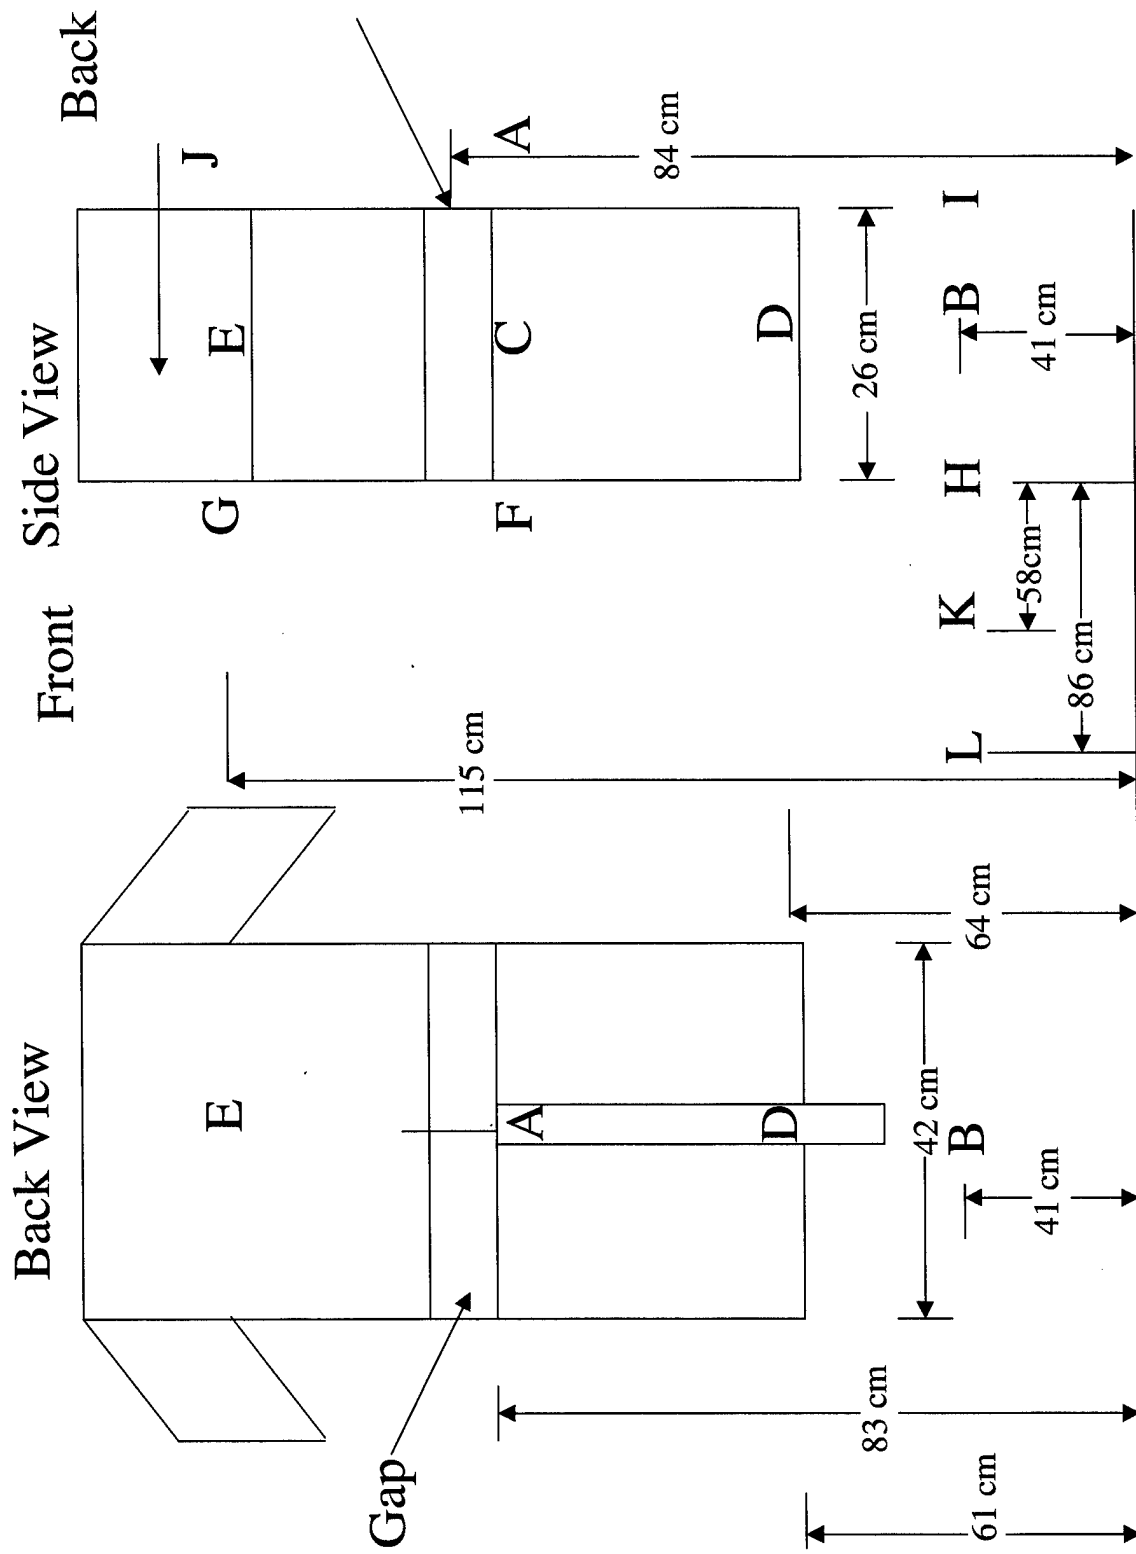 Back View
E
Gap
A
D
42 cm
B
41 cm
83 cm
61 cm
64 cm
115 cm
Front
Side View
Back
J
G
E
F
C
A
D
84 cm
26 cm
L
K
H
B
I
58cm
86 cm
41 cm